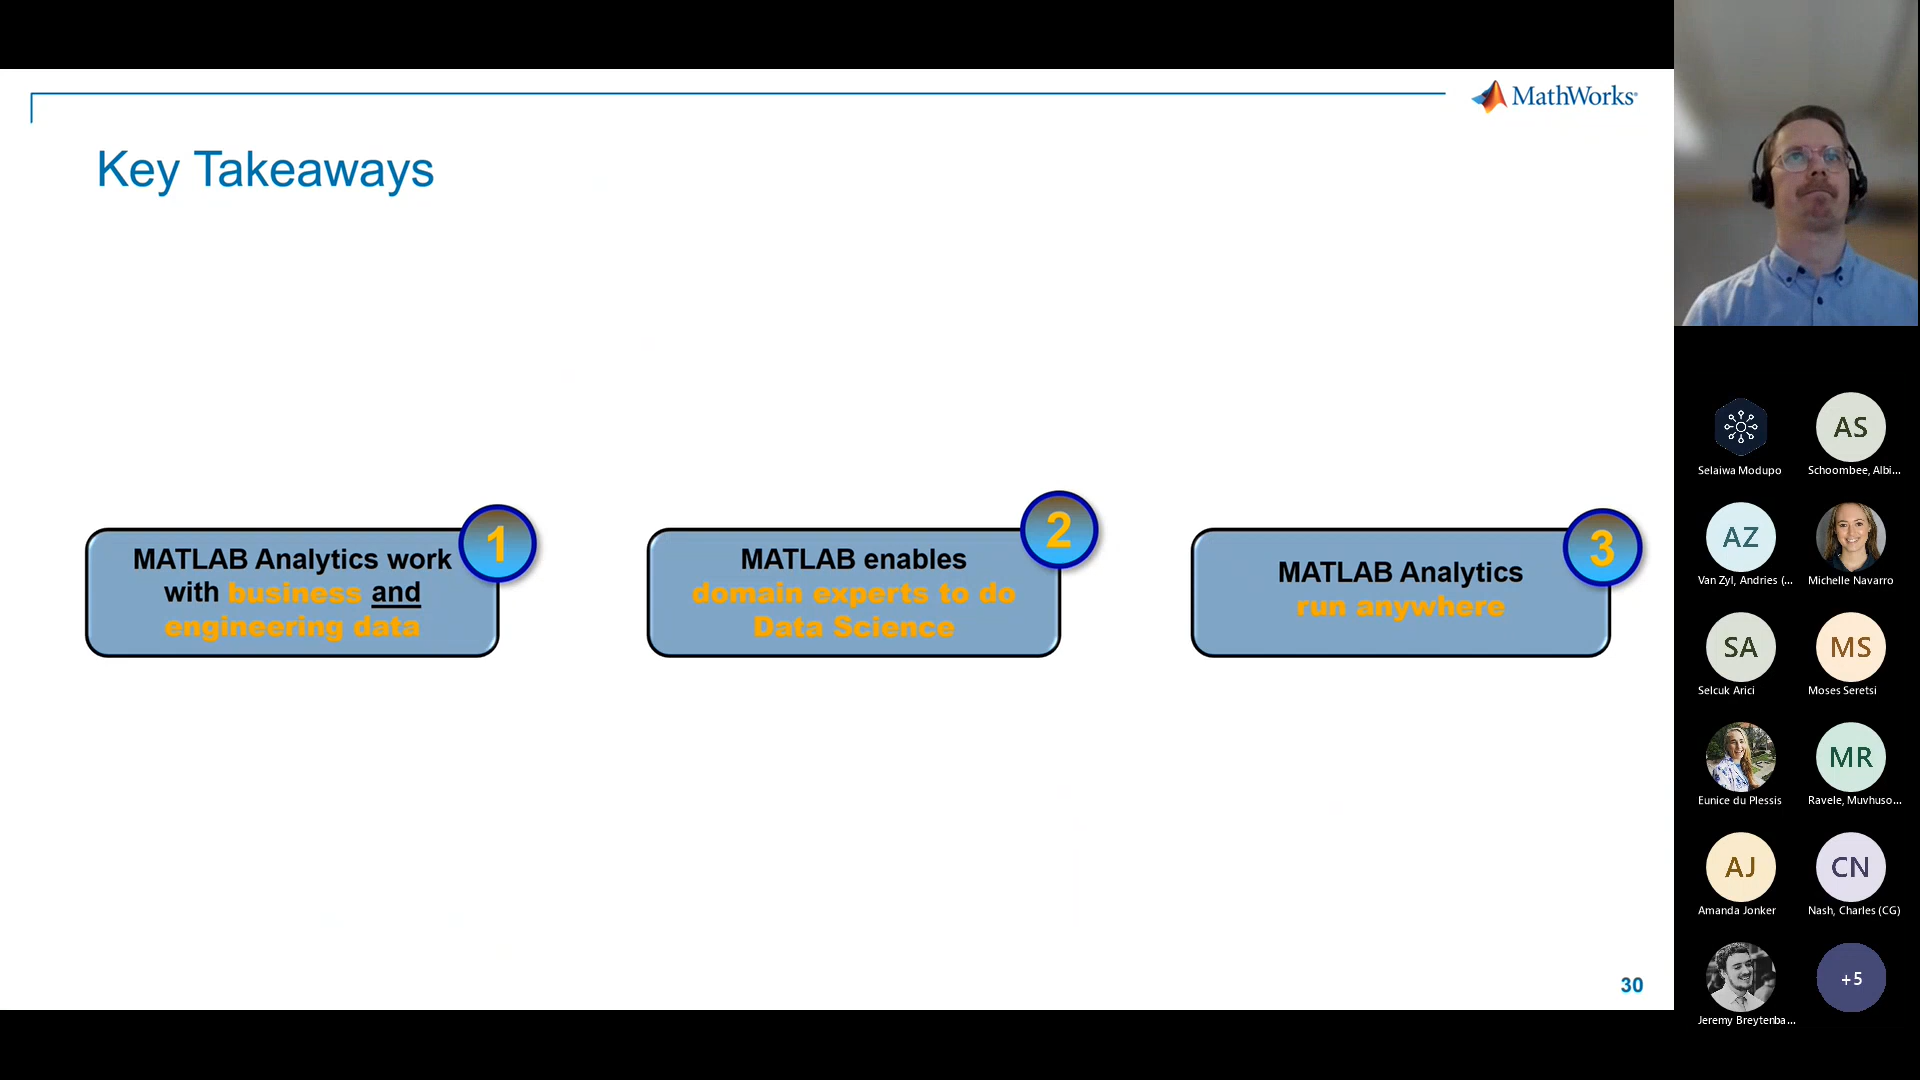 MathWorks
Key Takeaways
1
MATLAB Analytics work
with business and
engineering data
2
MATLAB enables
domain experts to do
Data Science
3
MATLAB Analytics
run anywhere
30
Selaiwa Modupo
AS
Schoombee, Albi...
AZ
Van Zyl, Andries (...
Michelle Navarro
SA
Selcuk Arici
MS
Moses Seretsi
Eunice du Plessis
MR
Ravele, Muvhuso...
AJ
Amanda Jonker
CN
Nash, Charles (CG)
Jeremy Breytenba...
+5